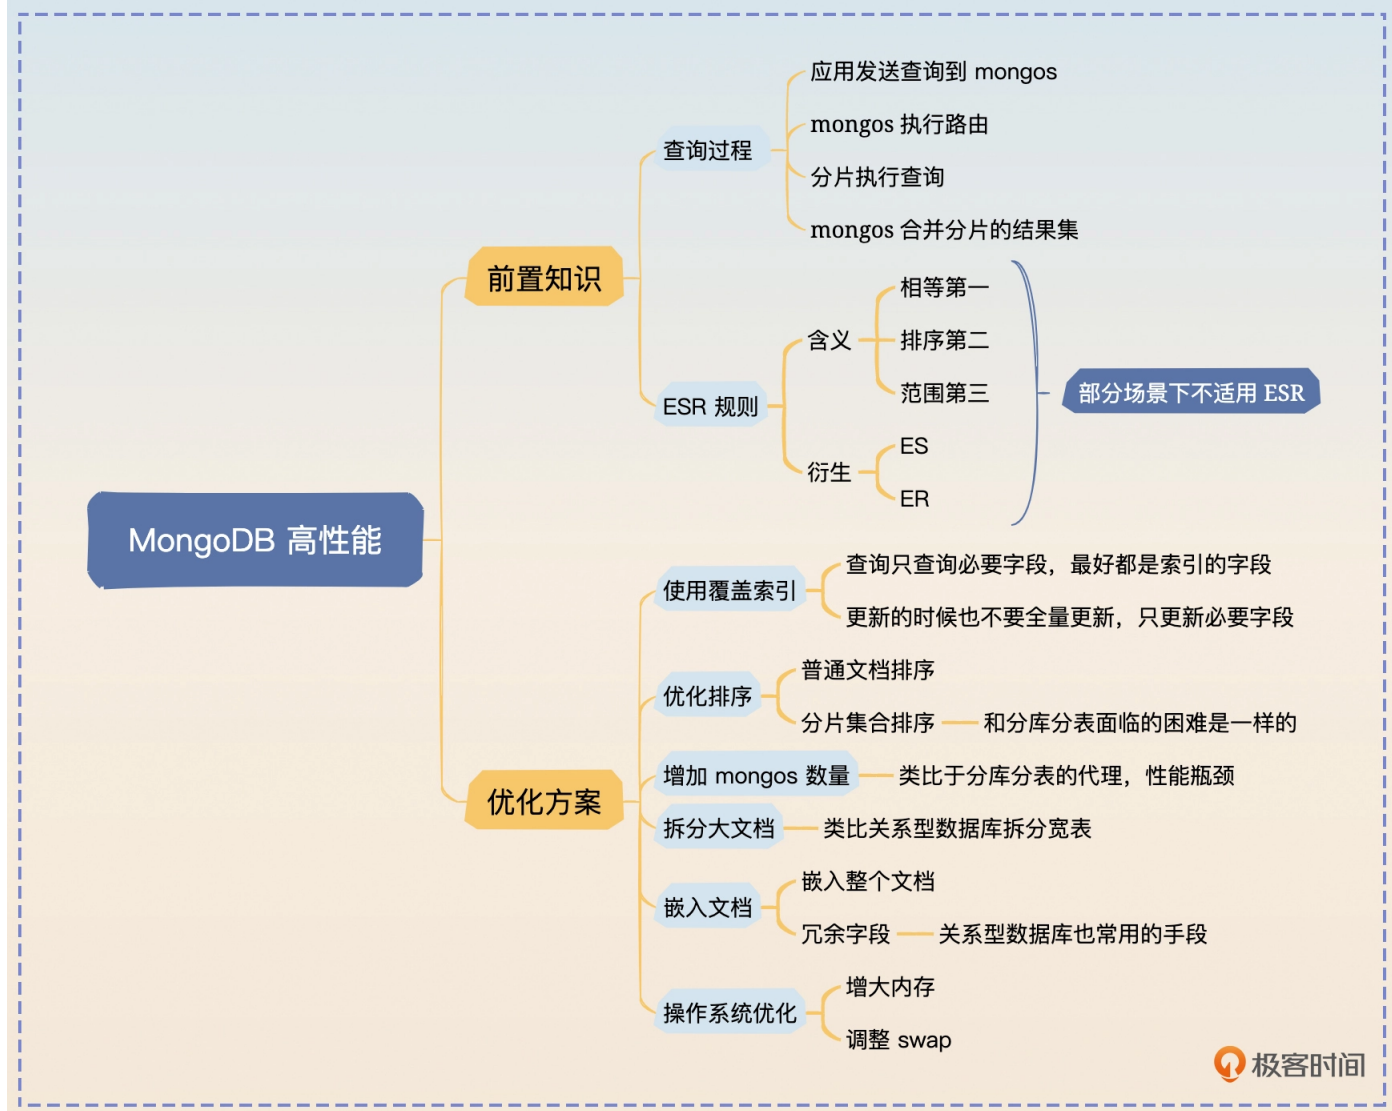 应用发送查询到 mongos
mongos 执行路由
查询过程
分片执行查询
mongos 合并分片的结果集
前置知识
相等第一
含义
排序第二
范围第三
部分场景下不适用 ESR
ESR 规则
ES
衍生
ER
MongoDB 高性能
查询只查询必要字段，最好都是索引的字段
使用覆盖索引
更新的时候也不要全量更新，只更新必要字段
普通文档排序
优化排序
分片集合排序
和分库分表面临的困难是一样的
增加 mongos 数量
类比于分库分表的代理，性能瓶颈
优化方案
拆分大文档
类比关系型数据库拆分宽表
嵌入整个文档
嵌入文档
冗余字段
关系型数据库也常用的手段
增大内存
操作系统优化
调整 swap
极客时间